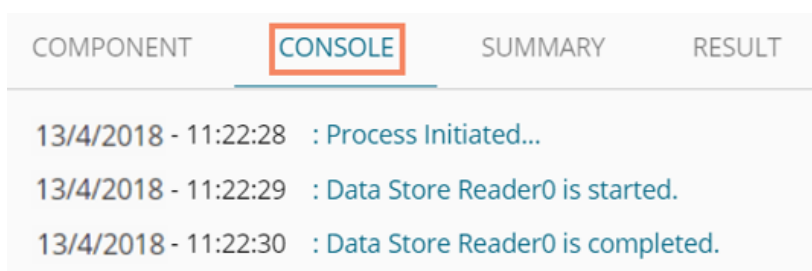 COMPONENT CONSOLE SUMMARY RESULT
13/4/2018 - 11:22:28 : Process Initiated...
13/4/2018 - 11:22:29 : Data Store Reader0 is started.
13/4/2018 - 11:22:30 : Data Store Reader0 is completed.